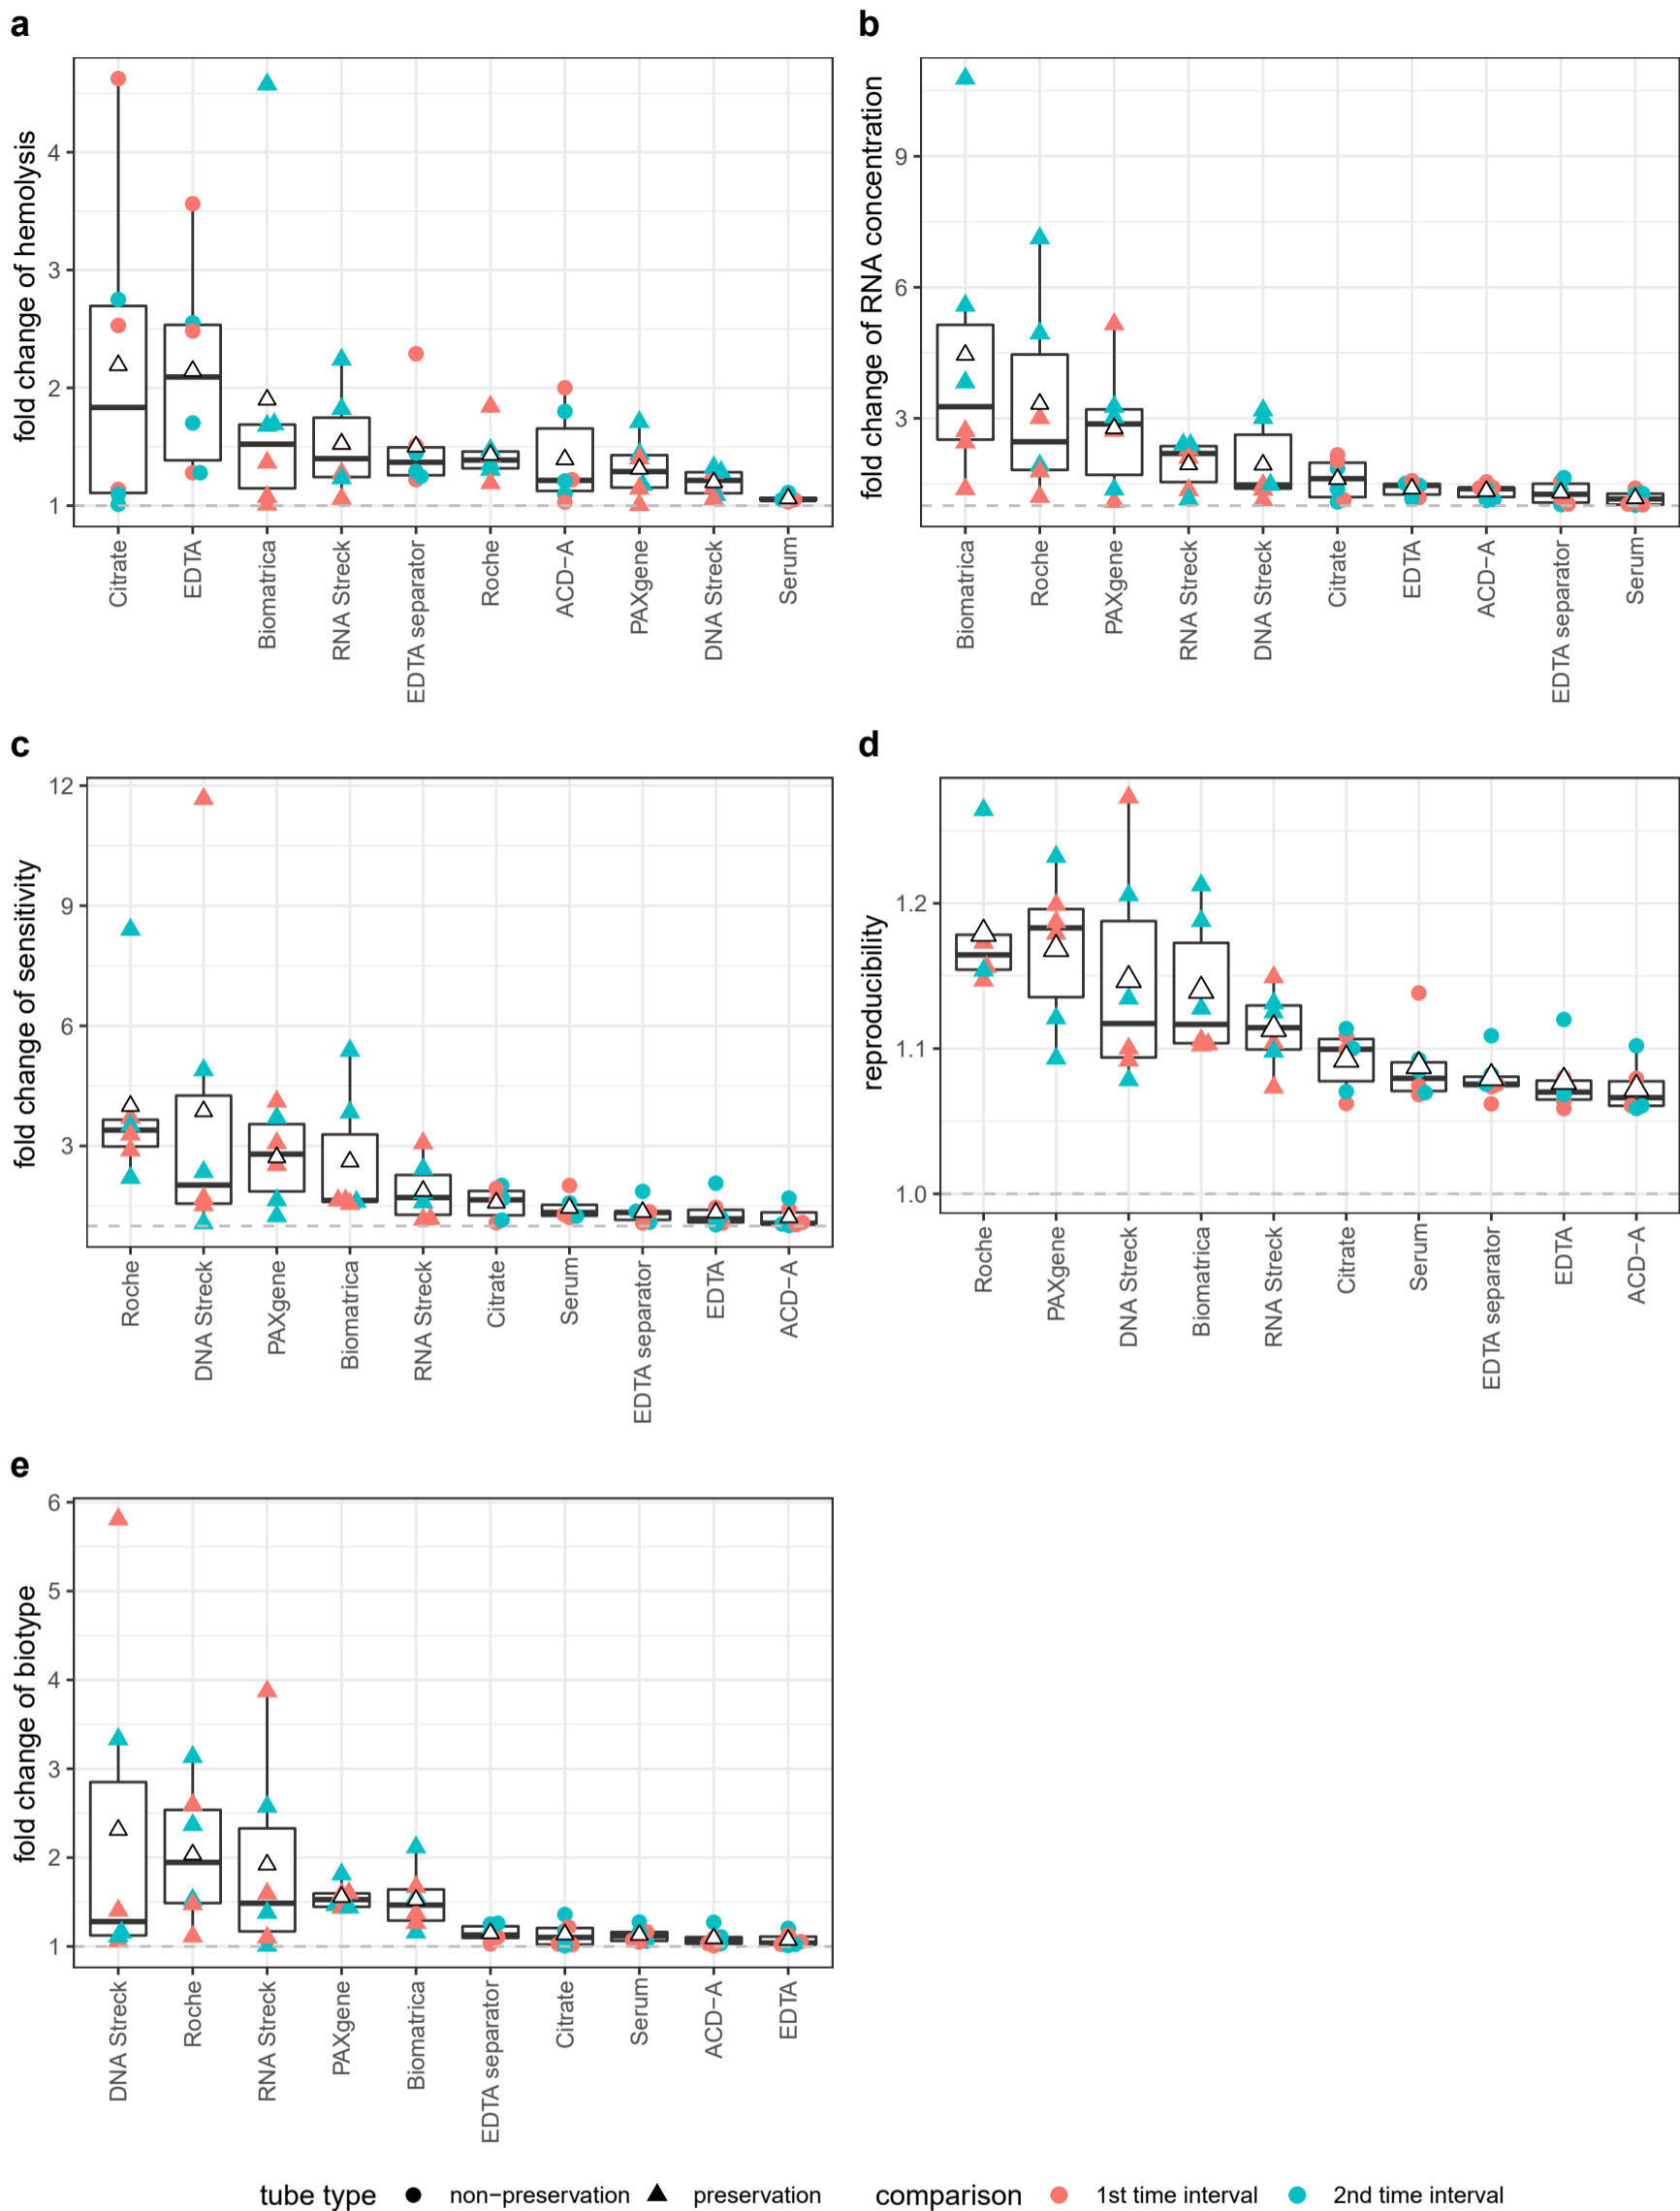 a
fold change of hemolysis
4
3
2
1
Citrate
EDTA
Biomatrica
RNA Streck
EDTA separator
Roche
ACD−A
PAXgene
DNA Streck
Serum
b
fold change of RNA concentration
9
6
3
Biomatrica
Roche
PAXgene
RNA Streck
DNA Streck
Citrate
EDTA
ACD−A
EDTA separator
Serum
c
fold change of sensitivity
12
9
6
3
Roche
DNA Streck
PAXgene
Biomatrica
RNA Streck
Citrate
Serum
EDTA separator
EDTA
ACD−A
d
reproducibility
1.2
1.1
1.0
Roche
PAXgene
DNA Streck
Biomatrica
RNA Streck
Citrate
Serum
EDTA separator
EDTA
ACD−A
e
fold change of biotype
6
5
4
3
2
1
DNA Streck
Roche
RNA Streck
PAXgene
Biomatrica
EDTA separator
Citrate
Serum
ACD−A
EDTA
tube type non−preservation preservation comparison 1st time interval 2nd time interval